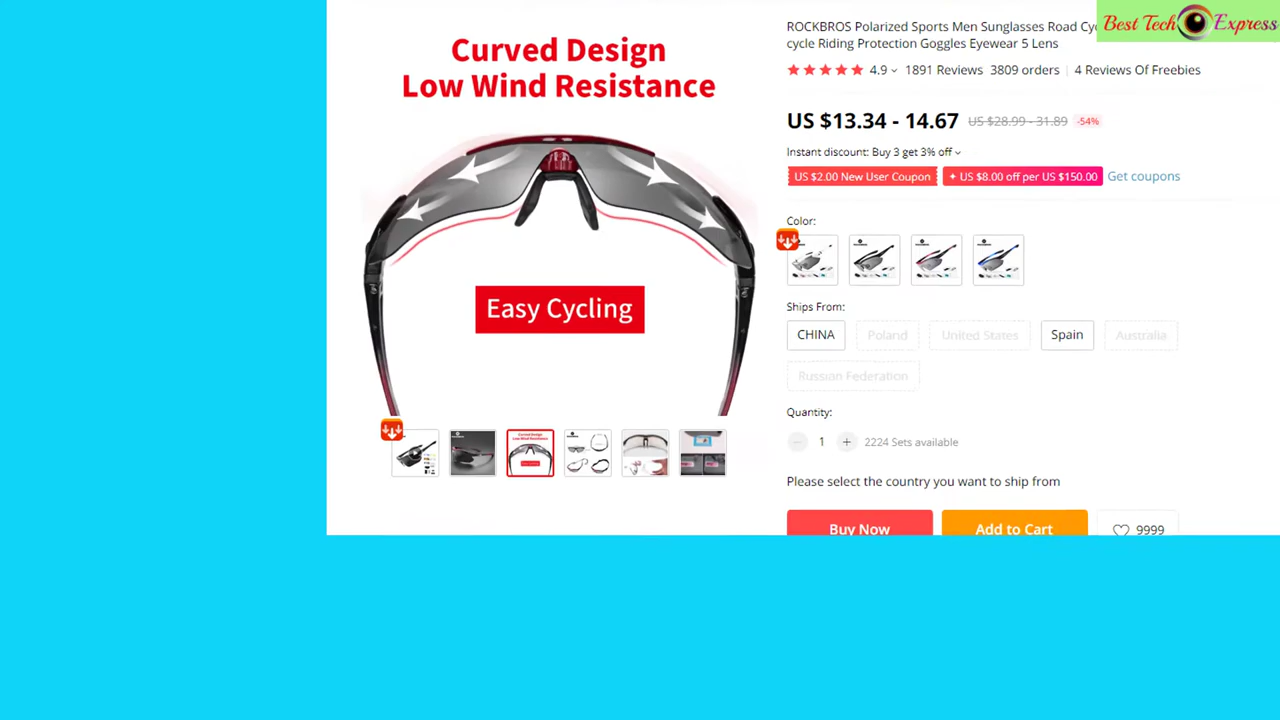 Best Tech Express
ROCKBROS Polarized Sports Men Sunglasses Road Cy
cycle Riding Protection Goggles Eyewear 5 Lens
4.9 1891 Reviews 3809 orders 4 Reviews Of Freebies
Curved Design
Low Wind Resistance
Easy Cycling
US $13.34 - 14.67 US $28.99 - 31.89 -54%
Instant discount: Buy 3 get 3% off
US $2.00 New User Coupon + US $8.00 off per US $150.00 Get coupons
Color:
Ships From:
CHINA Poland United States Spain Australia
Russian Federation
Quantity:
1 + 2224 Sets available
Please select the country you want to ship from
Buy Now Add to Cart 9999